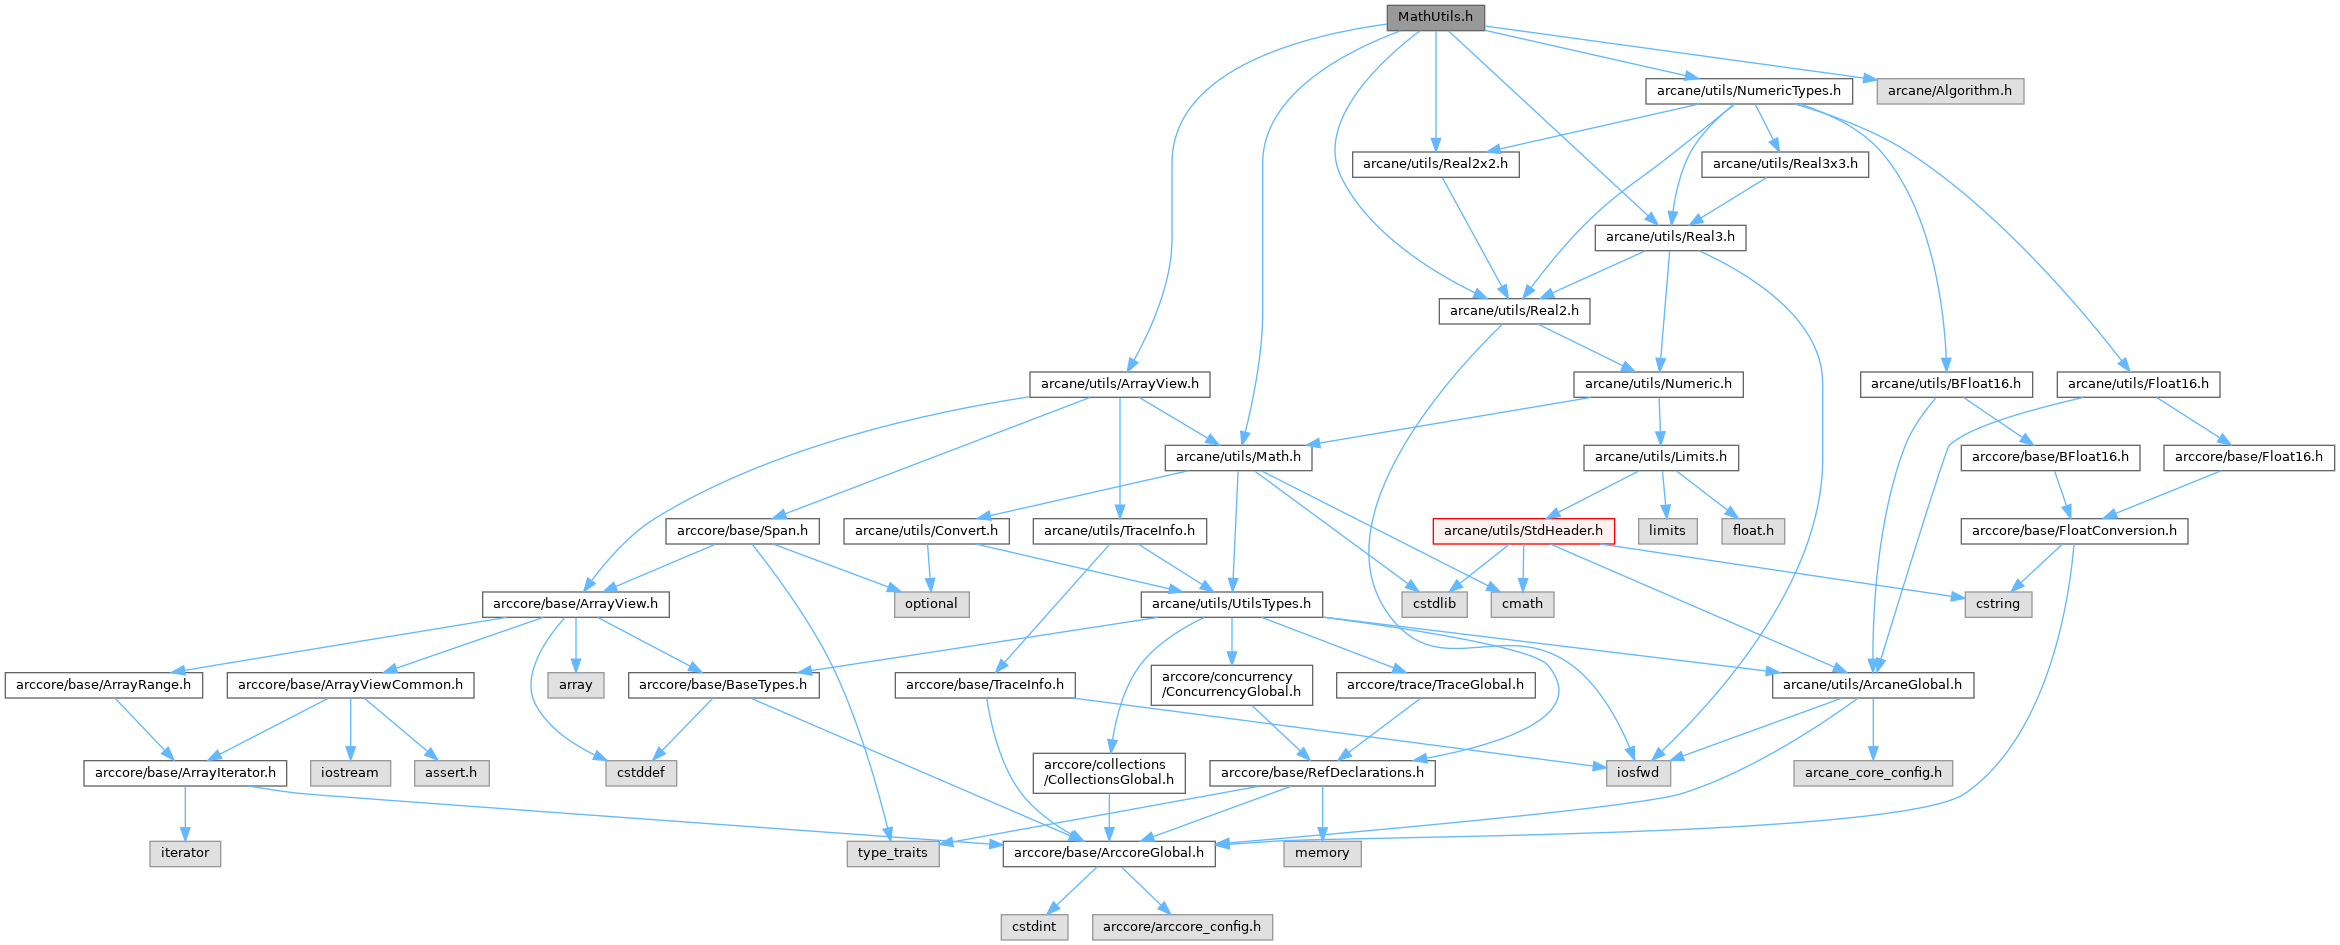 MathUtils.h
arcane/utils/NumericTypes.h
arcane/Algorithm.h
arcane/utils/Real2x2.h
arcane/utils/Real3x3.h
arcane/utils/Real3.h
arcane/utils/Real2.h
arcane/utils/ArrayView.h
arcane/utils/Numeric.h
arcane/utils/BFloat16.h
arcane/utils/Float16.h
arcane/utils/Math.h
arcane/utils/Limits.h
arccore/base/BFloat16.h
arccore/base/Float16.h
arccore/base/Span.h
arcane/utils/Convert.h
arcane/utils/TraceInfo.h
arcane/utils/StdHeader.h
limits
float.h
arccore/base/FloatConversion.h
arccore/base/ArrayView.h
optional
arcane/utils/UtilsTypes.h
cstdlib
cmath
cstring
arccore/base/ArrayRange.h
arccore/base/ArrayViewCommon.h
array
arccore/base/BaseTypes.h
arccore/base/TraceInfo.h
arccore/concurrency
/ConcurrencyGlobal.h
arccore/trace/TraceGlobal.h
arcane/utils/ArcaneGlobal.h
arccore/base/ArrayIterator.h
iostream
assert.h
cstddef
arccore/collections
/CollectionsGlobal.h
arccore/base/RefDeclarations.h
iosfwd
arcane_core_config.h
iterator
type_traits
arccore/base/ArccoreGlobal.h
memory
cstdint
arccore/arccore_config.h